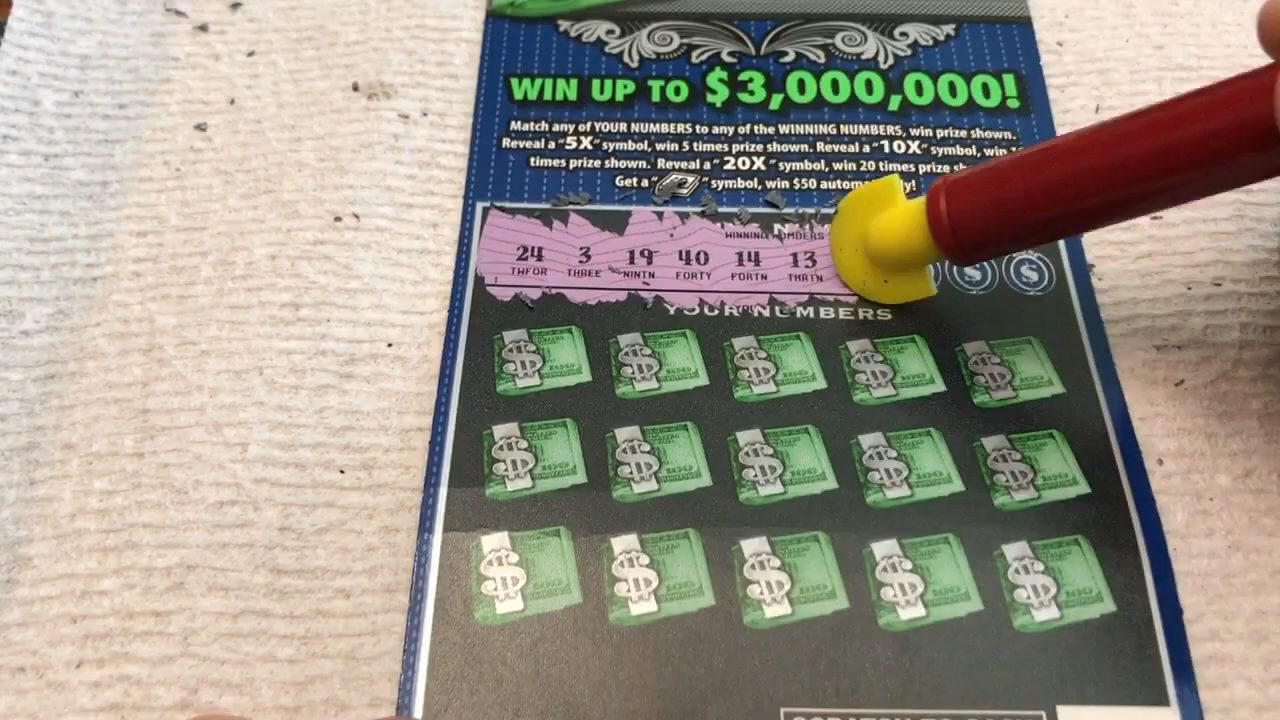 WIN UP TO $3,000,000!
Match any of YOUR NUMBERS to any of the WINNING NUMBERS, win prize shown.
Reveal a "5X" symbol, win 5 times prize shown. Reveal a "10X" symbol, win
times prize shown. Reveal a "20X" symbol, win 20 times prize
Get a " " symbol, win $50
WINNING
24 3 19 40 14 13
TWFOR THREE NINTN FORTY FORTN THRTN
YOUR NUMBERS